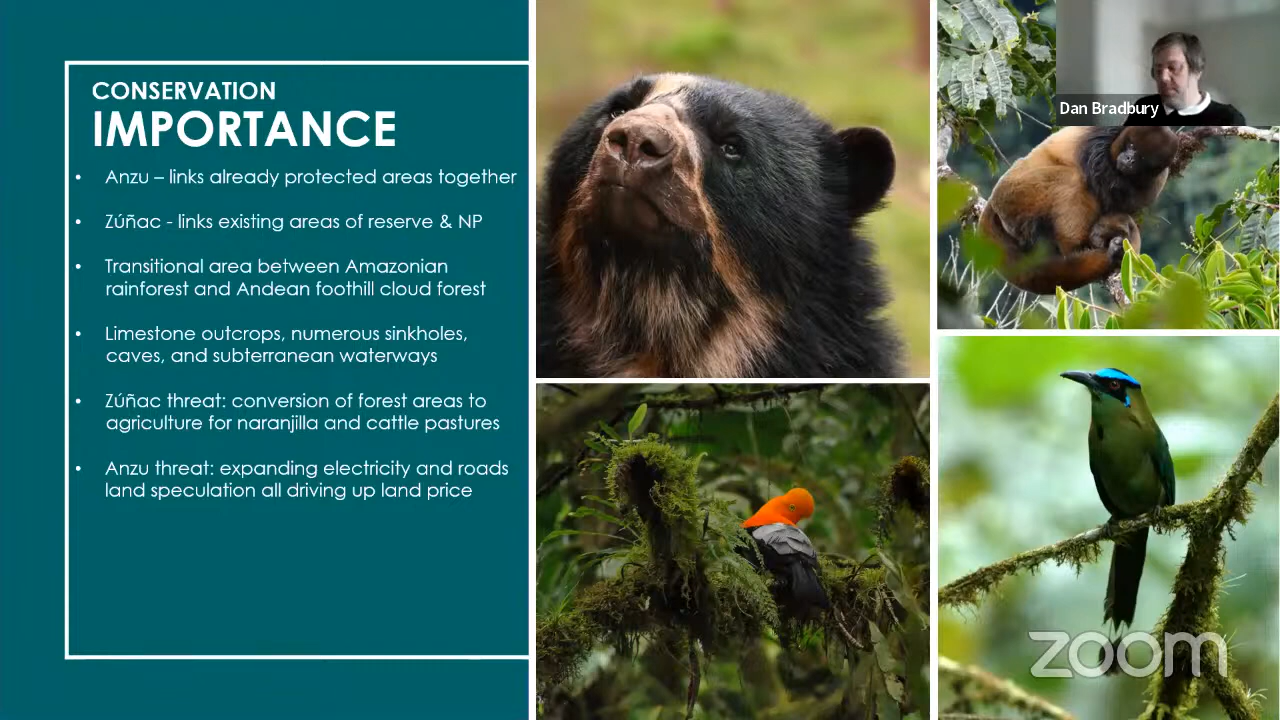 CONSERVATION
IMPORTANCE
• Anzu – links already protected areas together
• Zúñac - links existing areas of reserve & NP
• Transitional area between Amazonian
rainforest and Andean foothill cloud forest
• Limestone outcrops, numerous sinkholes,
caves, and subterranean waterways
• Zúñac threat: conversion of forest areas to
agriculture for naranjilla and cattle pastures
• Anzu threat: expanding electricity and roads
land speculation all driving up land price
Dan Bradbury
zoom